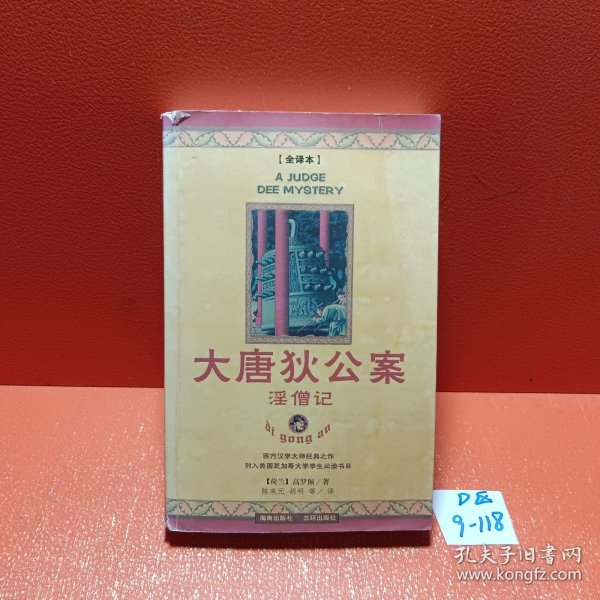 【全译本】
A JUDGE
DEE MYSTERY
大唐狄公案
淫僧记
di gong an
西方汉学大师经典之作
列入美国芝加哥大学学生必读书目
【荷兰】高罗佩/著
陈来元 胡明 等/译
海南出版社 三环出版社
D区
9-118
孔夫子旧书网
www.kongfz.com